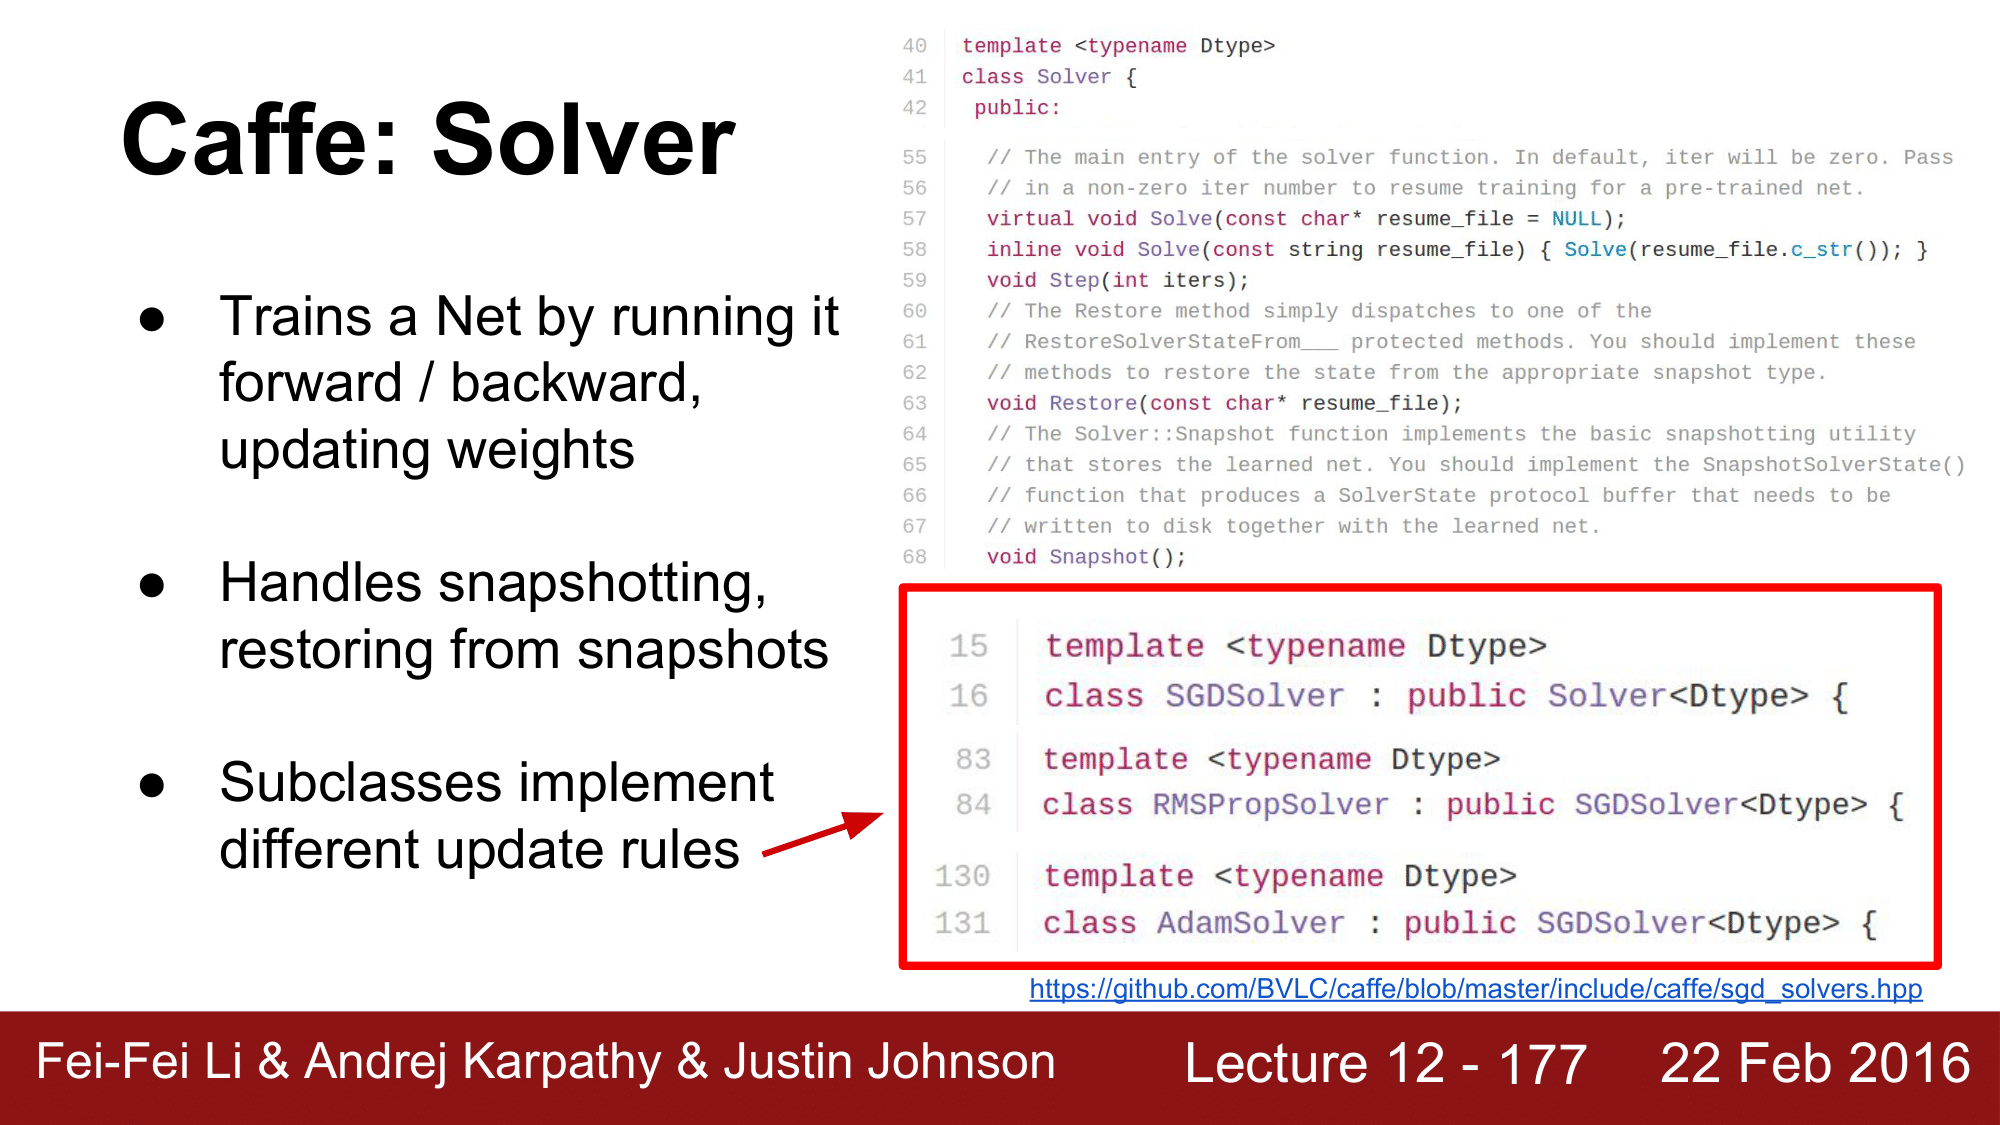 Caffe: Solver
● Trains a Net by running it
forward / backward,
updating weights
● Handles snapshotting,
restoring from snapshots
● Subclasses implement
different update rules
40 template <typename Dtype>
41 class Solver {
42 public:
55 // The main entry of the solver function. In default, iter will be zero. Pass
56 // in a non-zero iter number to resume training for a pre-trained net.
57 virtual void Solve(const char* resume_file = NULL);
58 inline void Solve(const string resume_file) { Solve(resume_file.c_str()); }
59 void Step(int iters);
60 // The Restore method simply dispatches to one of the
61 // RestoreSolverStateFrom___ protected methods. You should implement these
62 // methods to restore the state from the appropriate snapshot type.
63 void Restore(const char* resume_file);
64 // The Solver::Snapshot function implements the basic snapshotting utility
65 // that stores the learned net. You should implement the SnapshotSolverState()
66 // function that produces a SolverState protocol buffer that needs to be
67 // written to disk together with the learned net.
68 void Snapshot();
15 template <typename Dtype>
16 class SGDSolver : public Solver<Dtype> {
83 template <typename Dtype>
84 class RMSPropSolver : public SGDSolver<Dtype> {
130 template <typename Dtype>
131 class AdamSolver : public SGDSolver<Dtype> {
https://github.com/BVLC/caffe/blob/master/include/caffe/sgd_solvers.hpp
Fei-Fei Li & Andrej Karpathy & Justin Johnson Lecture 12 - 177 22 Feb 2016